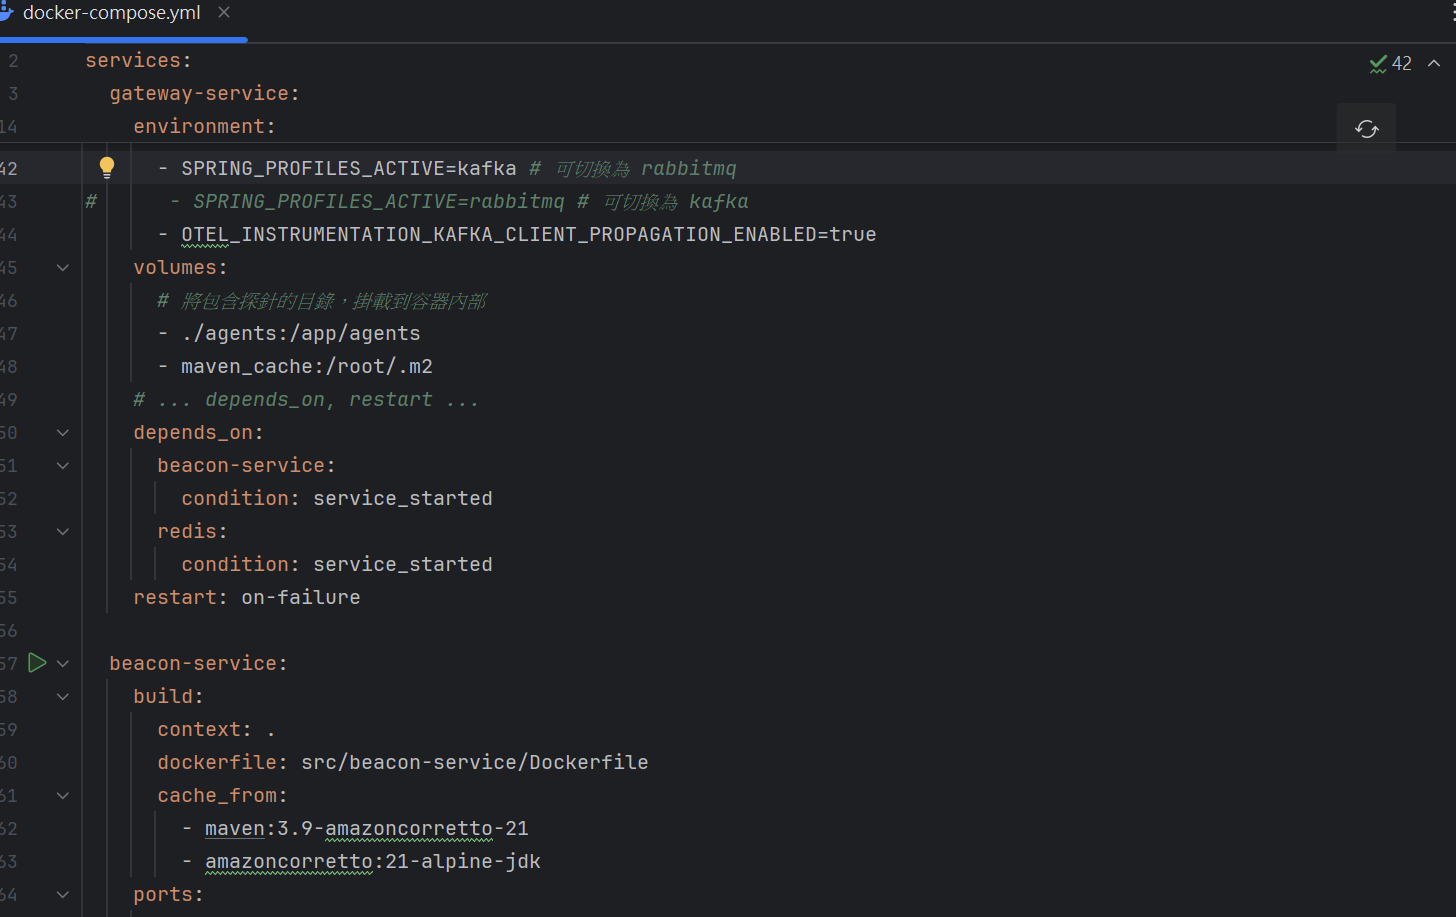 docker-compose.yml
42
2 services:
3 gateway-service:
14 environment:
42 - SPRING_PROFILES_ACTIVE=kafka # 可切換為 rabbitmq
43 # - SPRING_PROFILES_ACTIVE=rabbitmq # 可切換為 kafka
44 - OTEL_INSTRUMENTATION_KAFKA_CLIENT_PROPAGATION_ENABLED=true
45 volumes:
46 # 將包含探針的目錄，掛載到容器內部
47 - ./agents:/app/agents
48 - maven_cache:/root/.m2
49 # ... depends_on, restart ...
50 depends_on:
51 beacon-service:
52 condition: service_started
53 redis:
54 condition: service_started
55 restart: on-failure
56
57 beacon-service:
58 build:
59 context: .
60 dockerfile: src/beacon-service/Dockerfile
61 cache_from:
62 - maven:3.9-amazoncorretto-21
63 - amazoncorretto:21-alpine-jdk
64 ports: